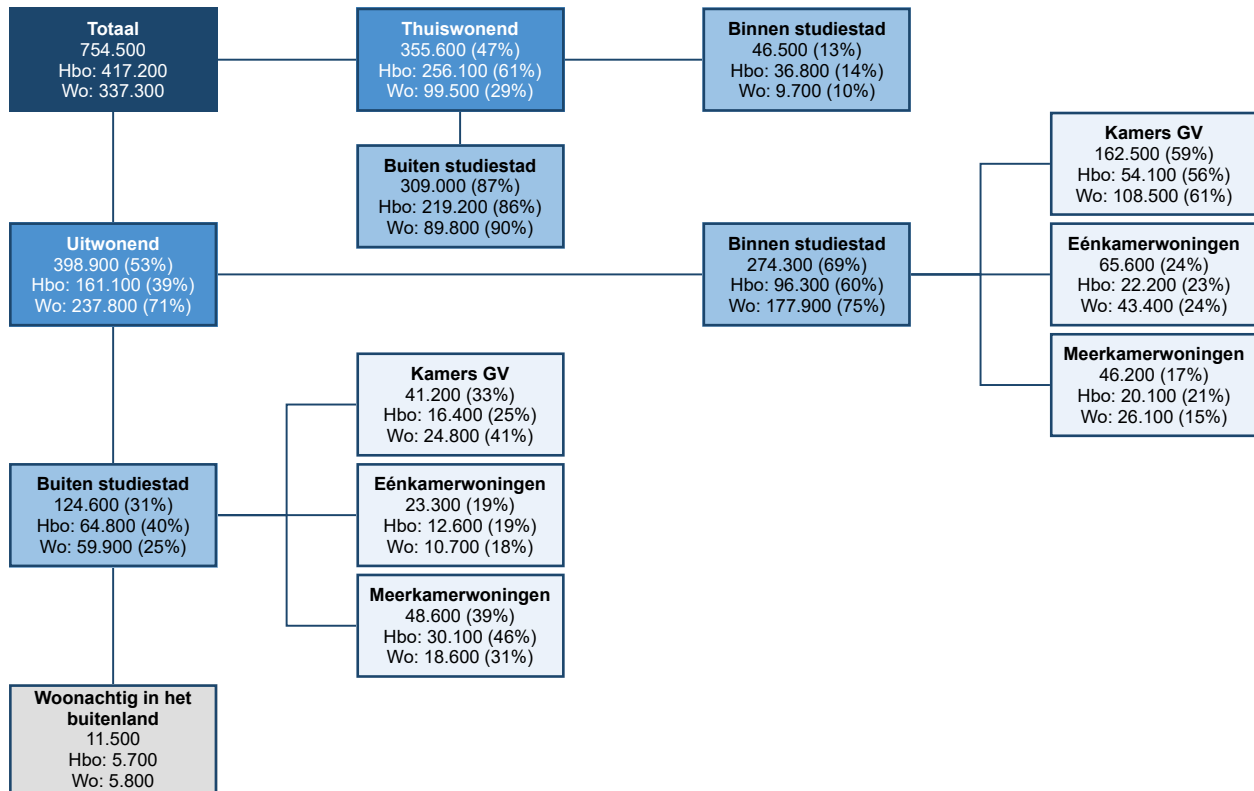 Totaal
754.500
Hbo: 417.200
Wo: 337.300
Thuiswonend
355.600 (47%)
Hbo: 256.100 (61%)
Wo: 99.500 (29%)
Binnen studiestad
46.500 (13%)
Hbo: 36.800 (14%)
Wo: 9.700 (10%)
Buiten studiestad
309.000 (87%)
Hbo: 219.200 (86%)
Wo: 89.800 (90%)
Uitwonend
398.900 (53%)
Hbo: 161.100 (39%)
Wo: 237.800 (71%)
Binnen studiestad
274.300 (69%)
Hbo: 96.300 (60%)
Wo: 177.900 (75%)
Kamers GV
162.500 (59%)
Hbo: 54.100 (56%)
Wo: 108.500 (61%)
Eénkamerwoningen
65.600 (24%)
Hbo: 22.200 (23%)
Wo: 43.400 (24%)
Meerkamerwoningen
46.200 (17%)
Hbo: 20.100 (21%)
Wo: 26.100 (15%)
Buiten studiestad
124.600 (31%)
Hbo: 64.800 (40%)
Wo: 59.900 (25%)
Kamers GV
41.200 (33%)
Hbo: 16.400 (25%)
Wo: 24.800 (41%)
Eénkamerwoningen
23.300 (19%)
Hbo: 12.600 (19%)
Wo: 10.700 (18%)
Meerkamerwoningen
48.600 (39%)
Hbo: 30.100 (46%)
Wo: 18.600 (31%)
Woonachtig in het
buitenland
11.500
Hbo: 5.700
Wo: 5.800